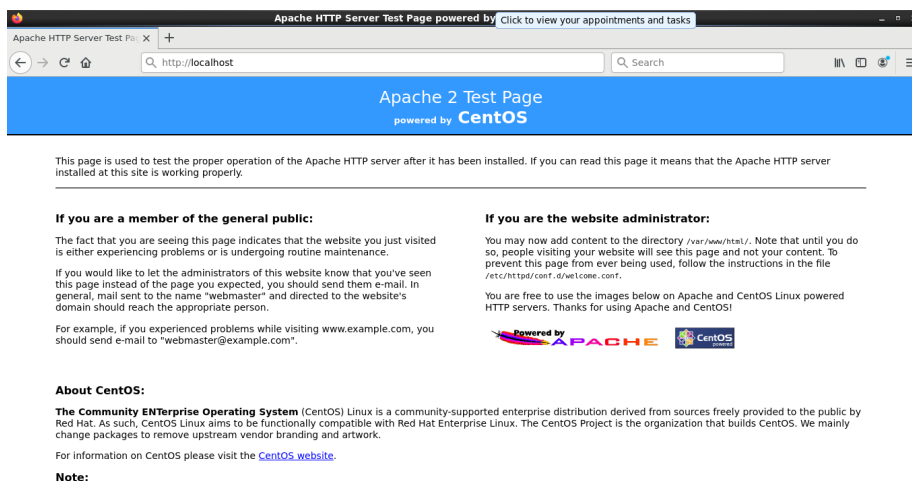 Apache HTTP Server Test Page powered by
Click to view your appointments and tasks
Apache HTTP Server Test Pag
http://localhost
Search
Apache 2 Test Page
powered by CentOS
This page is used to test the proper operation of the Apache HTTP server after it has been installed. If you can read this page it means that the Apache HTTP server
installed at this site is working properly.
If you are a member of the general public:
The fact that you are seeing this page indicates that the website you just visited
is either experiencing problems or is undergoing routine maintenance.
If you would like to let the administrators of this website know that you've seen
this page instead of the page you expected, you should send them e-mail. In
general, mail sent to the name "webmaster" and directed to the website's
domain should reach the appropriate person.
For example, if you experienced problems while visiting www.example.com, you
should send e-mail to "webmaster@example.com".
If you are the website administrator:
You may now add content to the directory /var/www/html/. Note that until you do
so, people visiting your website will see this page and not your content. To
prevent this page from ever being used, follow the instructions in the file
/etc/httpd/conf.d/welcome.conf.
You are free to use the images below on Apache and CentOS Linux powered
HTTP servers. Thanks for using Apache and CentOS!
Powered by
APACHE
CentOS
powered
About CentOS:
The Community ENTerprise Operating System (CentOS) Linux is a community-supported enterprise distribution derived from sources freely provided to the public by
Red Hat. As such, CentOS Linux aims to be functionally compatible with Red Hat Enterprise Linux. The CentOS Project is the organization that builds CentOS. We mainly
change packages to remove upstream vendor branding and artwork.
For information on CentOS please visit the CentOS website.
Note: